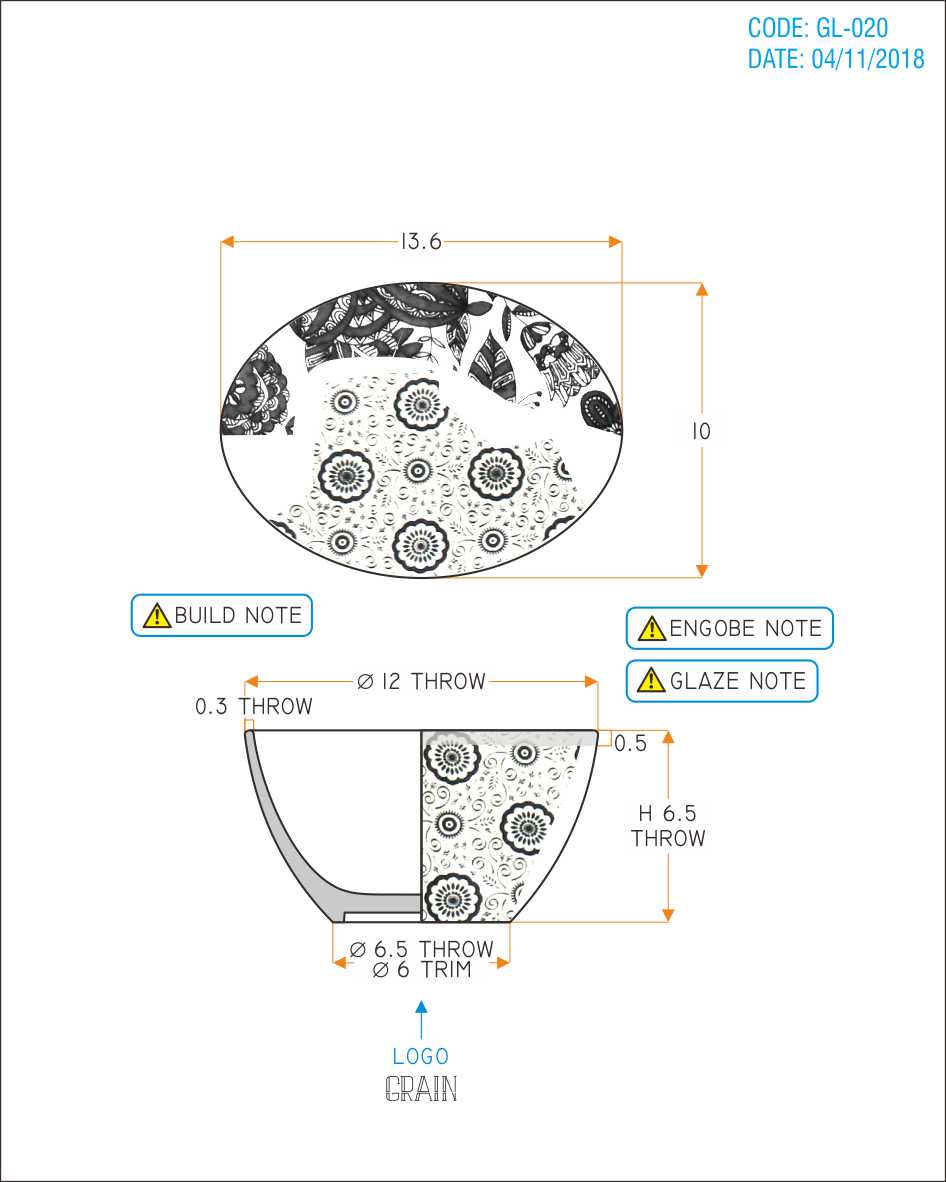 CODE: GL-020
DATE: 04/11/2018
13.6
10
BUILD NOTE
ENGOBE NOTE
GLAZE NOTE
Ø 12 THROW
0.3 THROW
0.5
H 6.5
THROW
Ø 6.5 THROW
Ø 6 TRIM
LOGO
GRAIN